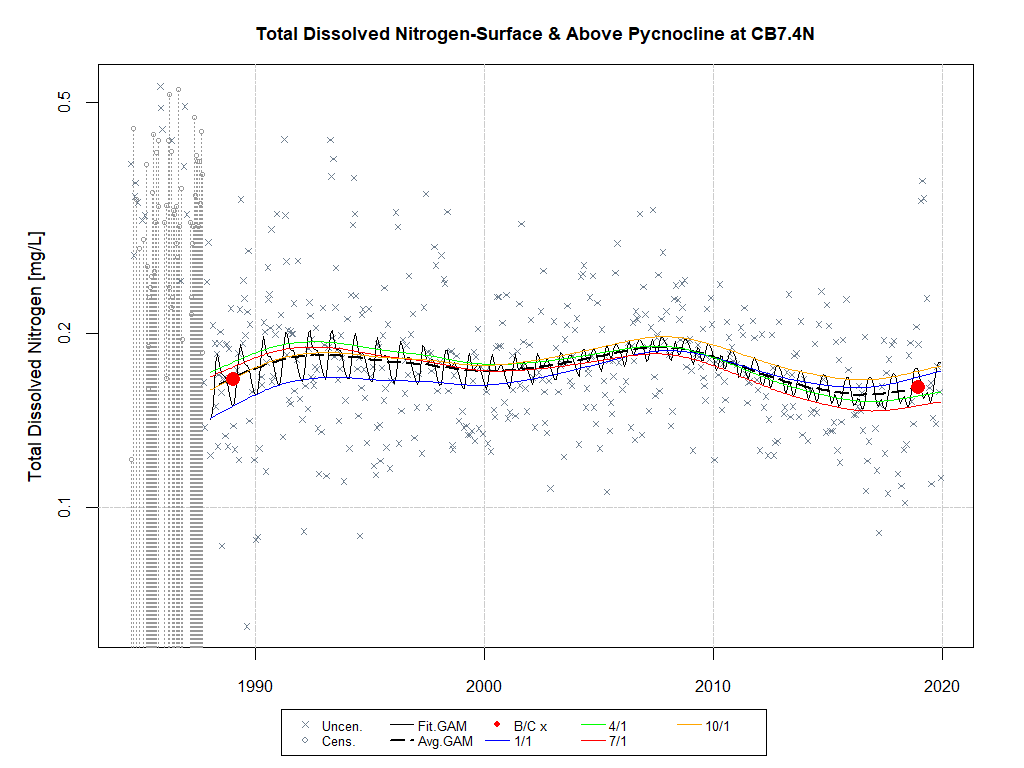 Total Dissolved Nitrogen-Surface & Above Pycnocline at CB7.4N
Total Dissolved Nitrogen [mg/L]
0.5
0.2
0.1
1990 2000 2010 2020
Uncen. Fit.GAM B/C x 4/1 10/1
Cens. Avg.GAM 1/1 7/1